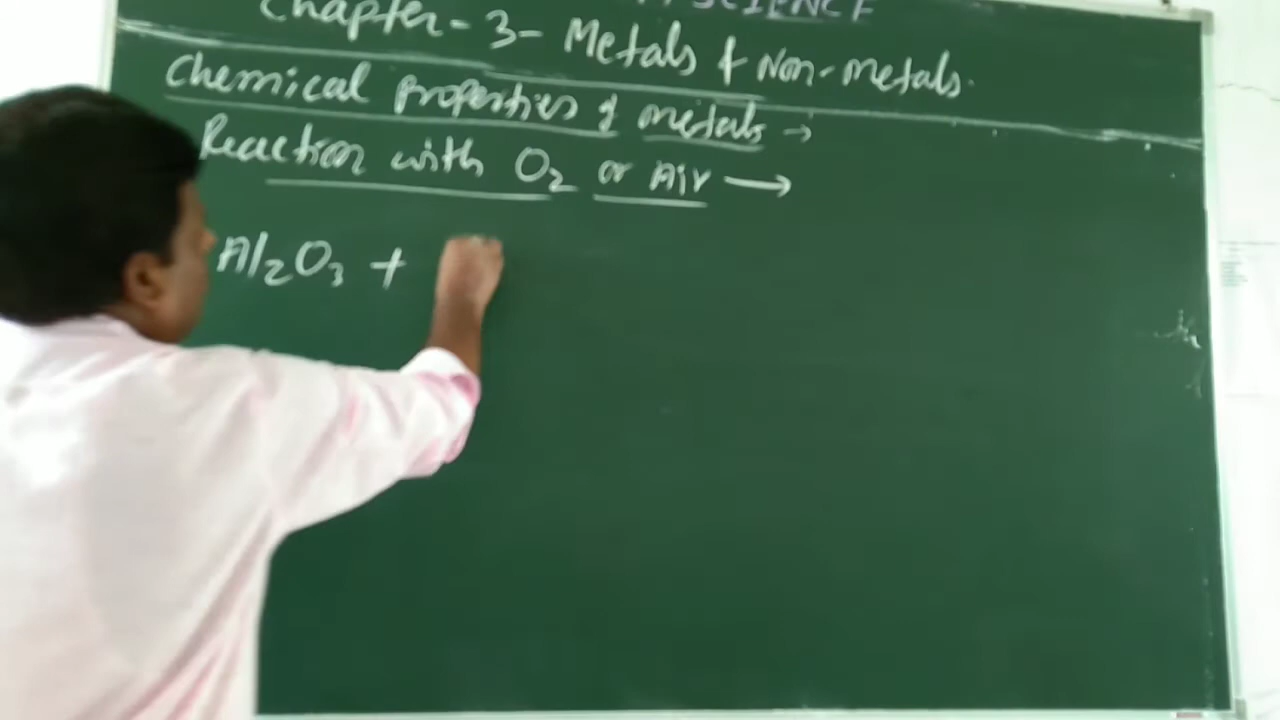 SCIENCE
Chapter - 3 - Metals & Non-metals.
Chemical properties of metals →
Reaction with O₂ or Air →
Al₂O₃ +